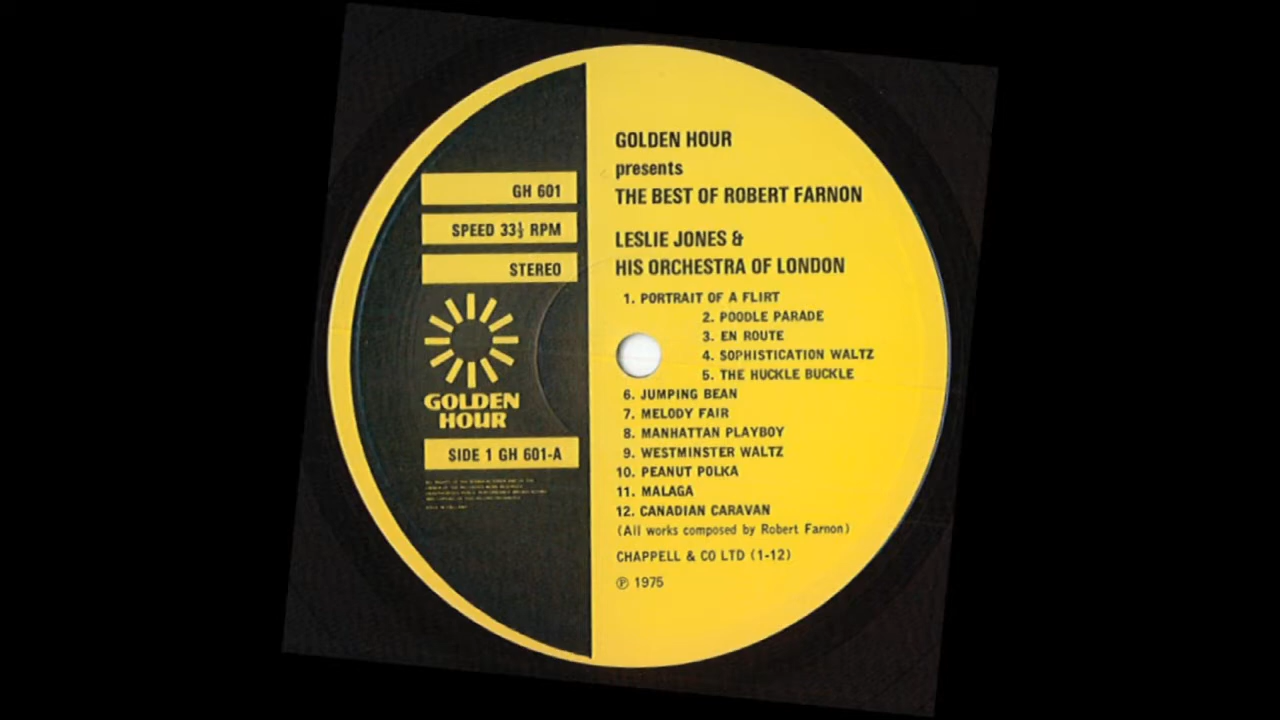 GH 601
SPEED 33⅓ RPM
STEREO
GOLDEN
HOUR
SIDE 1 GH 601-A
GOLDEN HOUR
presents
THE BEST OF ROBERT FARNON
LESLIE JONES &
HIS ORCHESTRA OF LONDON
1. PORTRAIT OF A FLIRT
2. POODLE PARADE
3. EN ROUTE
4. SOPHISTICATION WALTZ
5. THE HUCKLE BUCKLE
6. JUMPING BEAN
7. MELODY FAIR
8. MANHATTAN PLAYBOY
9. WESTMINSTER WALTZ
10. PEANUT POLKA
11. MALAGA
12. CANADIAN CARAVAN
(All works composed by Robert Farnon)
CHAPPELL & CO LTD (1-12)
℗ 1975